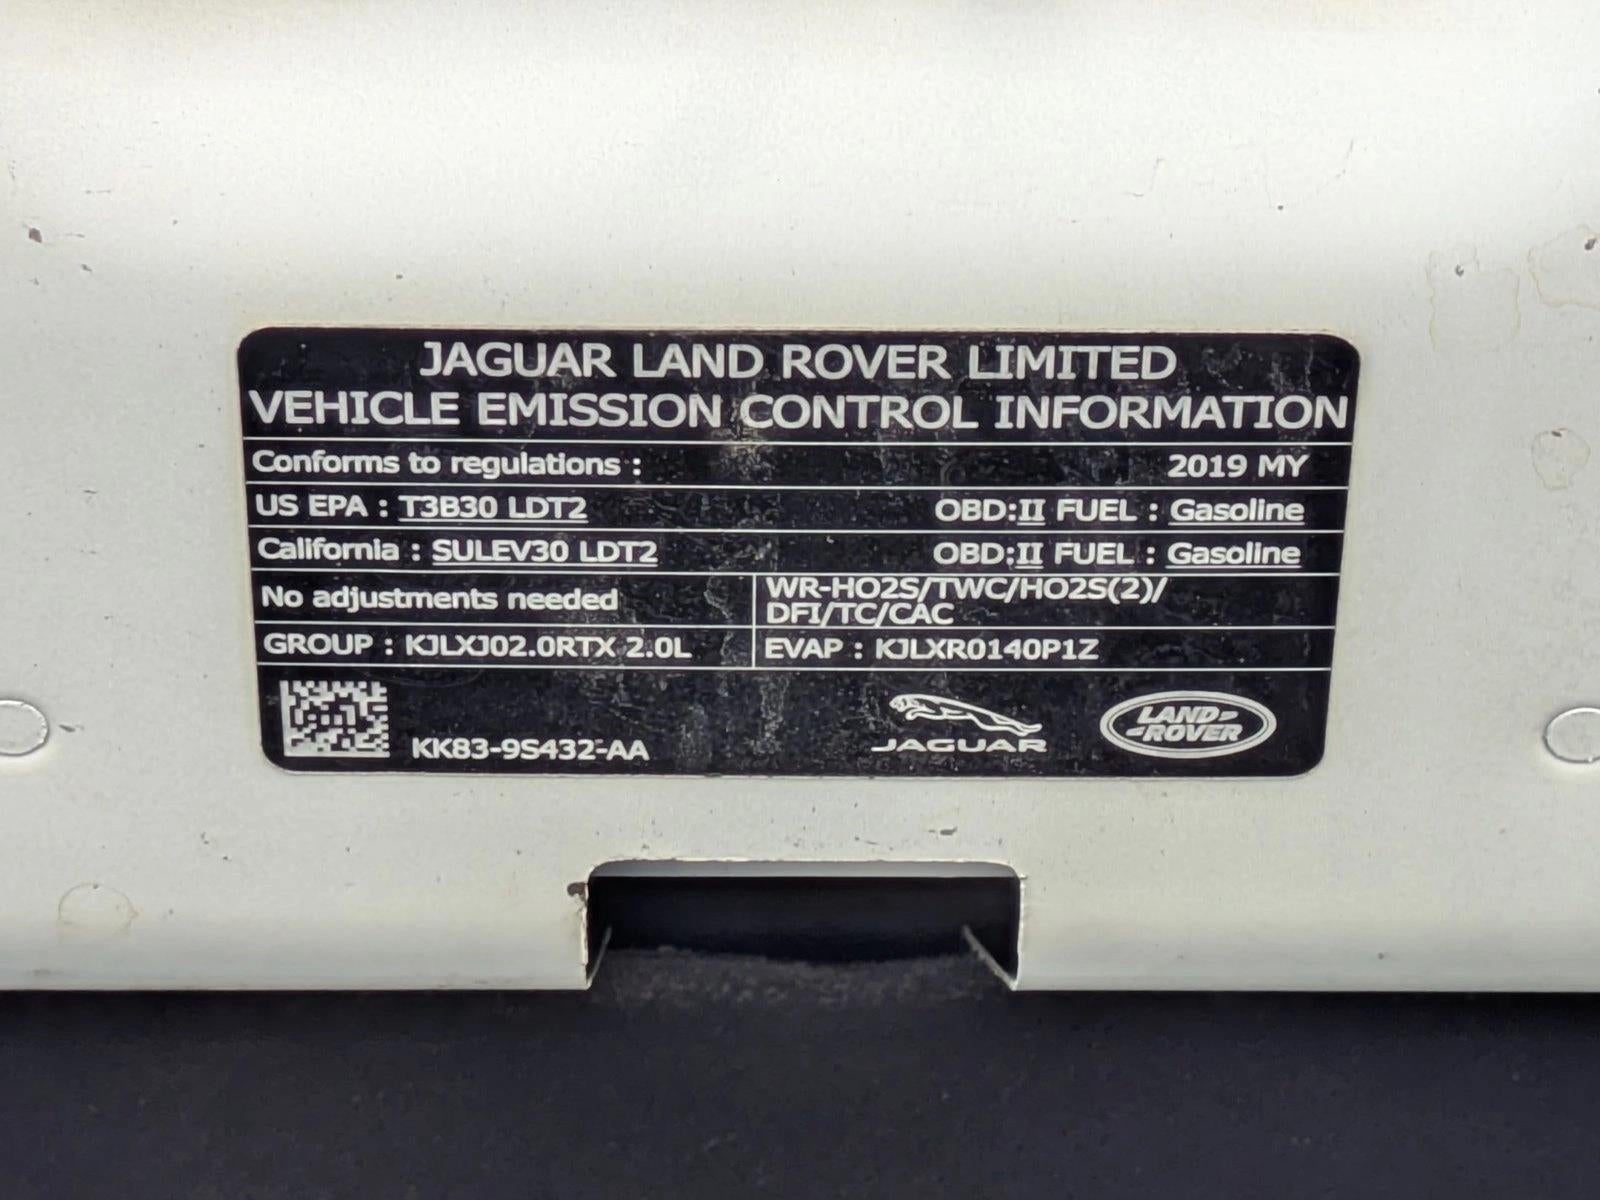 JAGUAR LAND ROVER LIMITED
VEHICLE EMISSION CONTROL INFORMATION
Conforms to regulations : 2019 MY
US EPA : T3B30 LDT2 OBD:II FUEL : Gasoline
California : SULEV30 LDT2 OBD:II FUEL : Gasoline
No adjustments needed
WR-HO2S/TWC/HO2S(2)/
DFI/TC/CAC
GROUP : KJLXJ02.0RTX 2.0L EVAP : KJLXR0140P1Z
KK83-9S432-AA
JAGUAR
LAND-
-ROVER